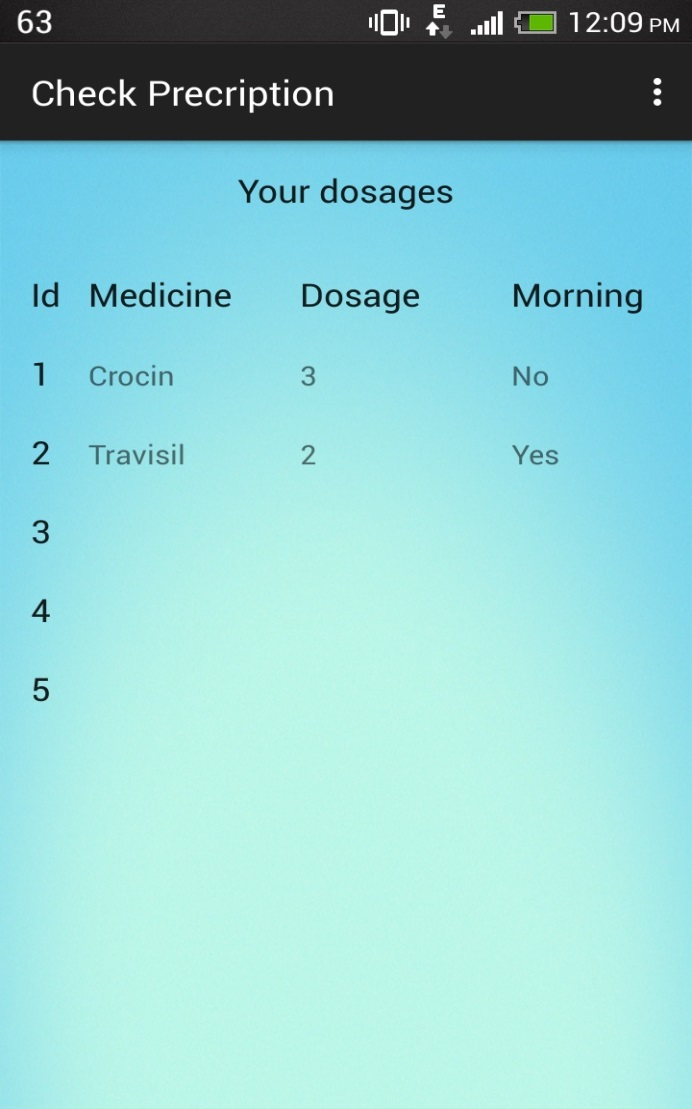 63 E 12:09 PM
Check Precription
Your dosages
Id Medicine Dosage Morning
1 Crocin 3 No
2 Travisil 2 Yes
3
4
5